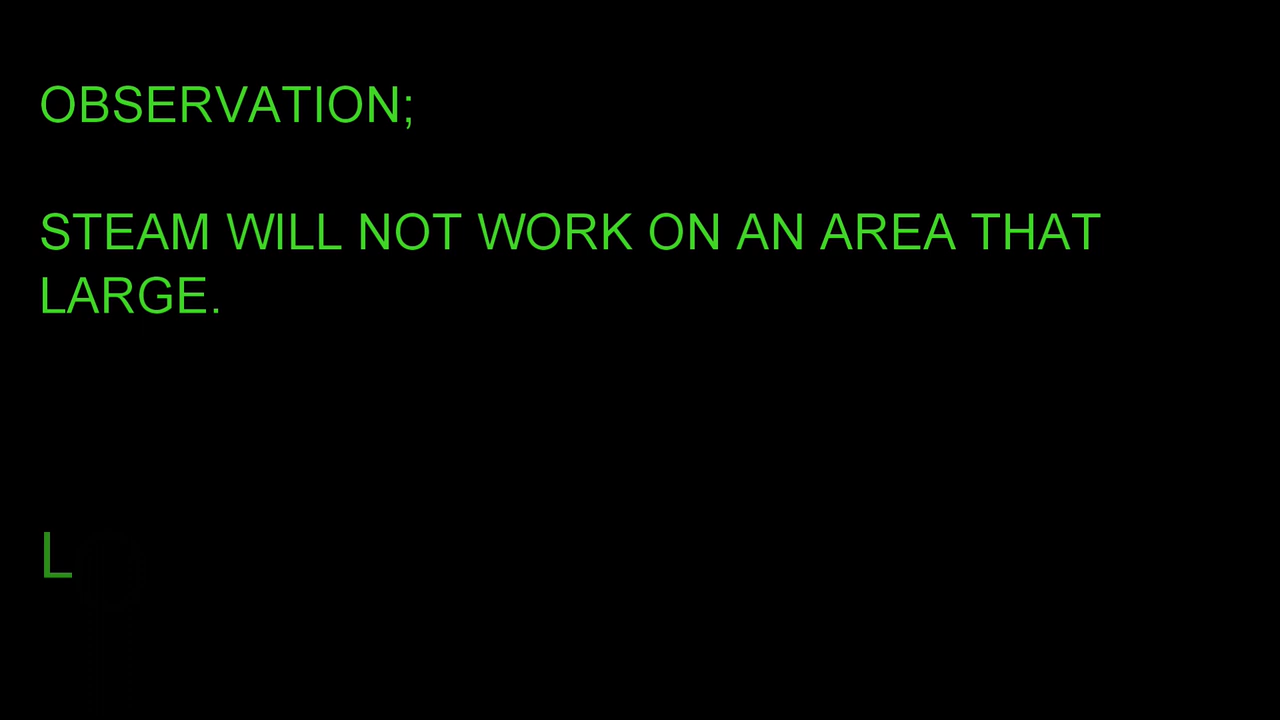 OBSERVATION;
STEAM WILL NOT WORK ON AN AREA THAT
LARGE.
L